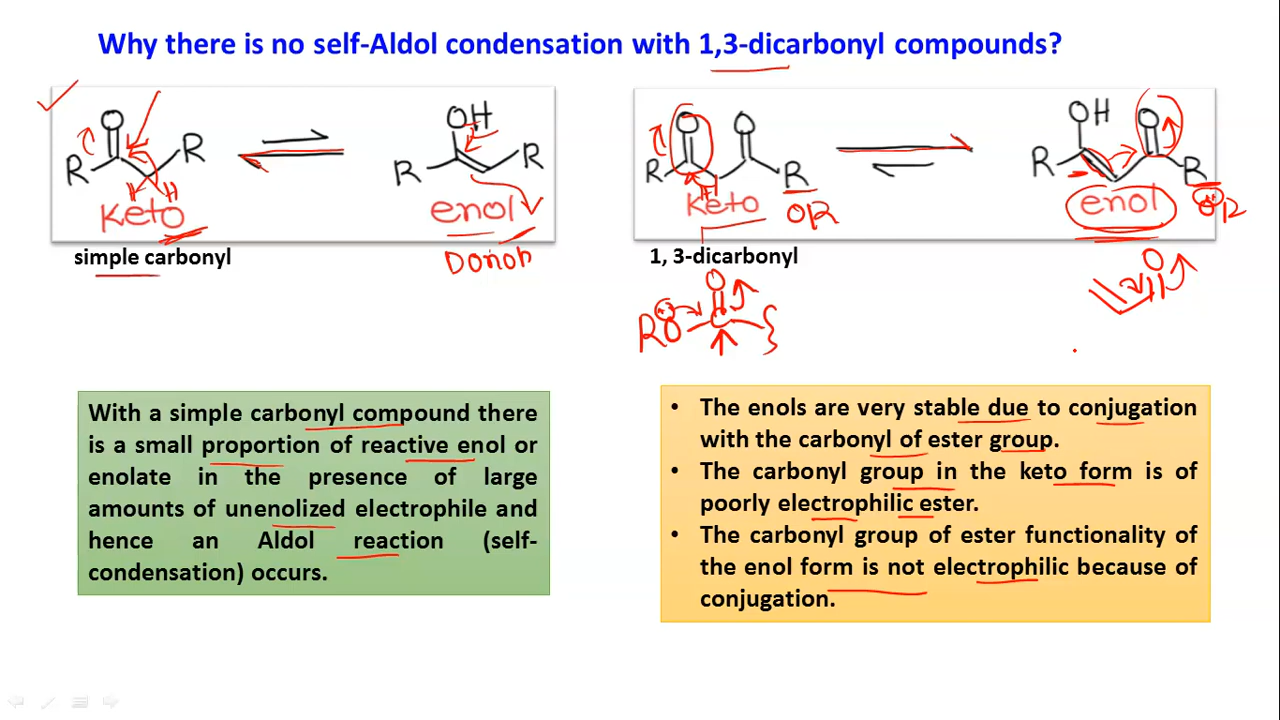 Why there is no self-Aldol condensation with 1,3-dicarbonyl compounds?
O
R
R
H
H
Keto
OH
R
R
enol
Donor
simple carbonyl
O
O
R
R
H
keto
OR
1, 3-dicarbonyl
OH
O
R
R
enol
OR
O
O
RO
C
With a simple carbonyl compound there
is a small proportion of reactive enol or
enolate in the presence of large
amounts of unenolized electrophile and
hence an Aldol reaction (self-
condensation) occurs.
• The enols are very stable due to conjugation
with the carbonyl of ester group.
• The carbonyl group in the keto form is of
poorly electrophilic ester.
• The carbonyl group of ester functionality of
the enol form is not electrophilic because of
conjugation.